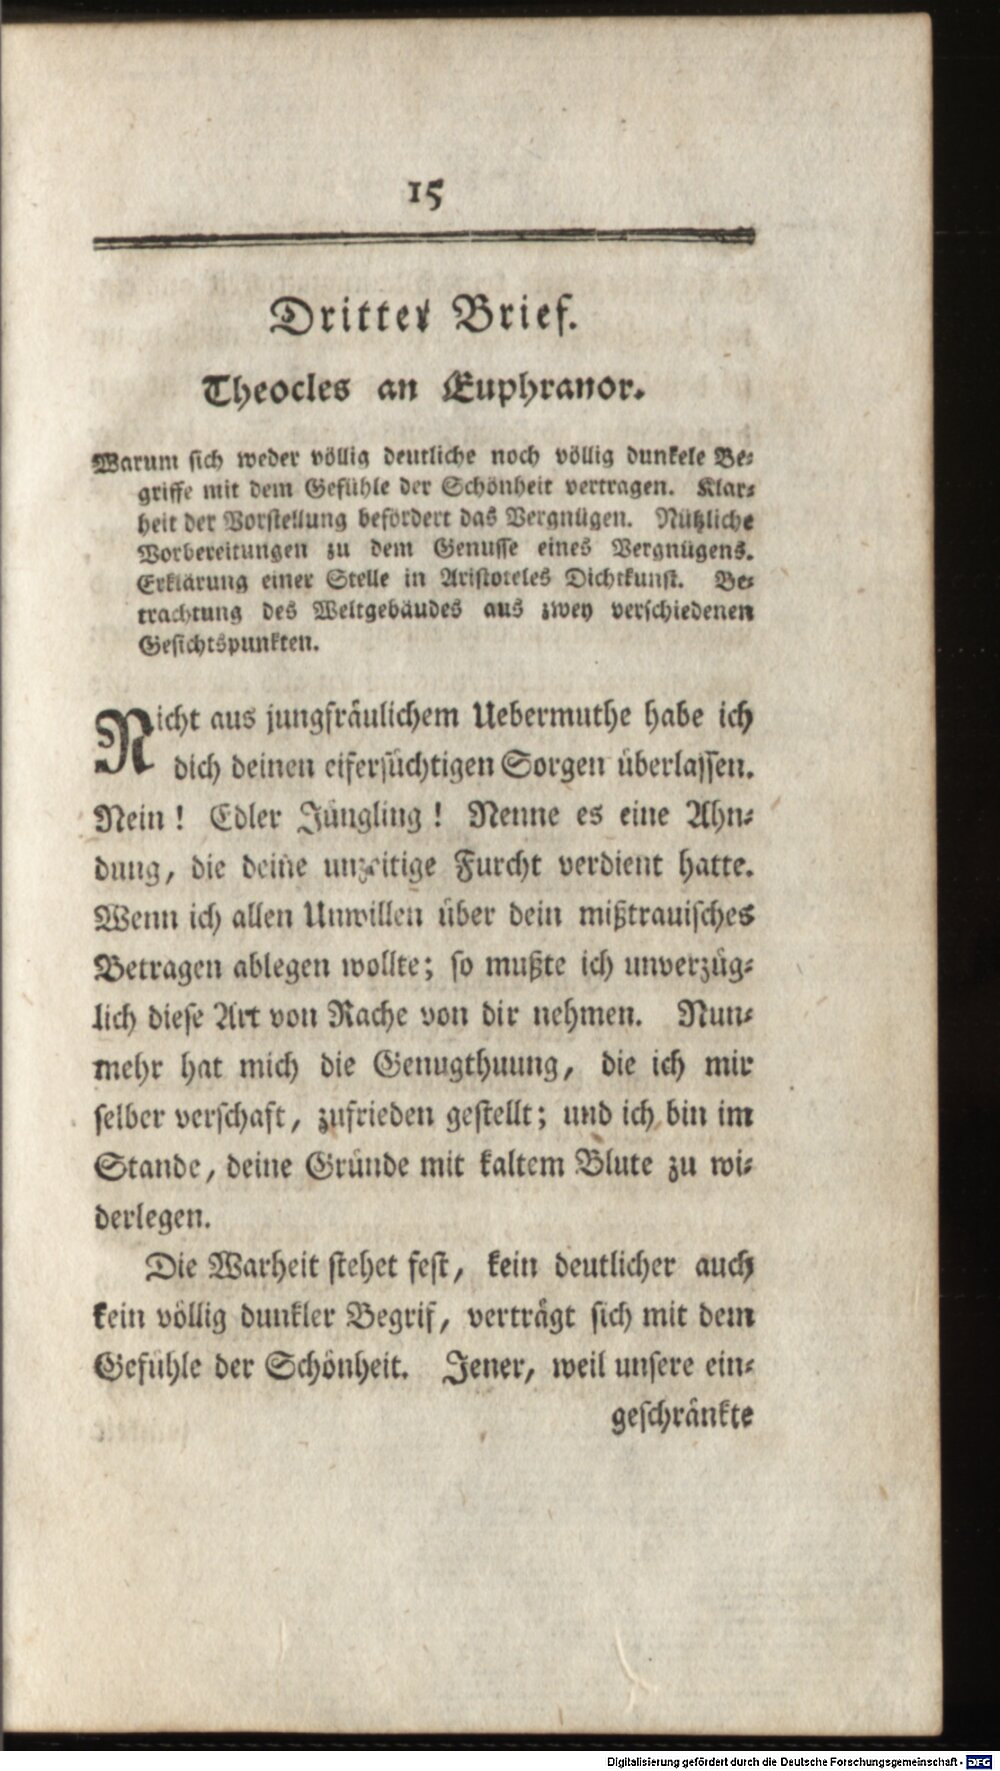 15
Dritter Brief.
Theocles an Euphranor.
Warum sich weder völlig deutliche noch völlig dunkele Be-
griffe mit dem Gefühle der Schönheit vertragen. Klar-
heit der Vorstellung befördert das Vergnügen. Nützliche
Vorbereitungen zu dem Genusse eines Vergnügens.
Erklärung einer Stelle in Aristoteles Dichtkunst. Be-
trachtung des Weltgebäudes aus zwey verschiedenen
Gesichtspunkten.
Nicht aus jungfräulichem Uebermuthe habe ich
dich deinen eifersüchtigen Sorgen überlassen.
Nein! Edler Jüngling! Nenne es eine Ahn-
dung, die deine unzeitige Furcht verdient hatte.
Wenn ich allen Unwillen über dein mißtrauisches
Betragen ablegen wollte; so mußte ich unverzüg-
lich diese Art von Rache von dir nehmen. Nun-
mehr hat mich die Genugthuung, die ich mir
selber verschaft, zufrieden gestellt; und ich bin im
Stande, deine Gründe mit kaltem Blute zu wi-
derlegen.
Die Warheit stehet fest, kein deutlicher auch
kein völlig dunkler Begrif, verträgt sich mit dem
Gefühle der Schönheit. Jener, weil unsere ein-
geschränkte
Digitalisierung gefördert durch die Deutsche Forschungsgemeinschaft - DFG